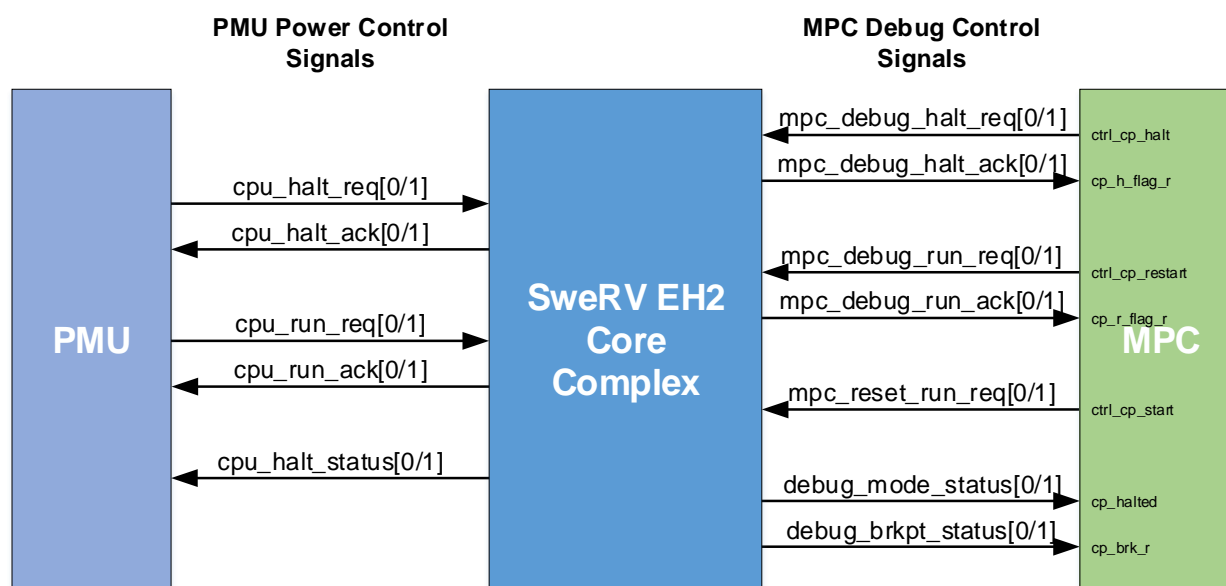 PMU Power Control
Signals
MPC Debug Control
Signals
PMU
cpu_halt_req[0/1]
cpu_halt_ack[0/1]
cpu_run_req[0/1]
cpu_run_ack[0/1]
cpu_halt_status[0/1]
SweRV EH2
Core
Complex
mpc_debug_halt_req[0/1]
mpc_debug_halt_ack[0/1]
mpc_debug_run_req[0/1]
mpc_debug_run_ack[0/1]
mpc_reset_run_req[0/1]
debug_mode_status[0/1]
debug_brkpt_status[0/1]
ctrl_cp_halt
cp_h_flag_r
ctrl_cp_restart
cp_r_flag_r
MPC
ctrl_cp_start
cp_halted
cp_brk_r